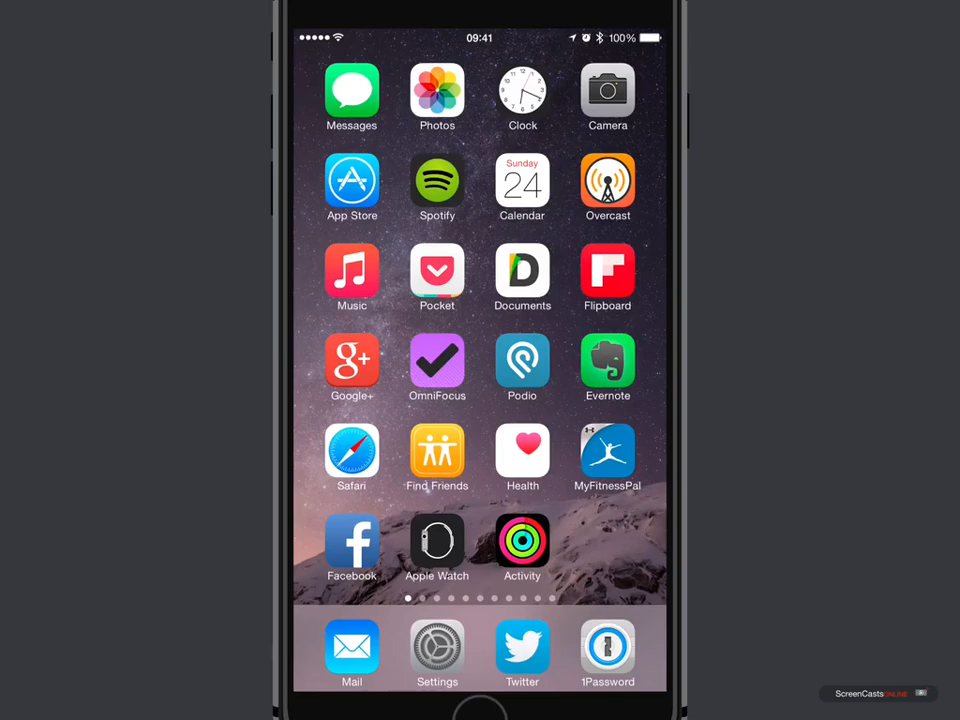 09:41
100%
Messages
Photos
Clock
Camera
App Store
Spotify
Sunday
24
Calendar
Overcast
Music
Pocket
Documents
Flipboard
g+
Google+
OmniFocus
Podio
Evernote
Safari
Find Friends
Health
MyFitnessPal
Facebook
Apple Watch
Activity
Mail
Settings
Twitter
1Password
ScreenCastsONLINE